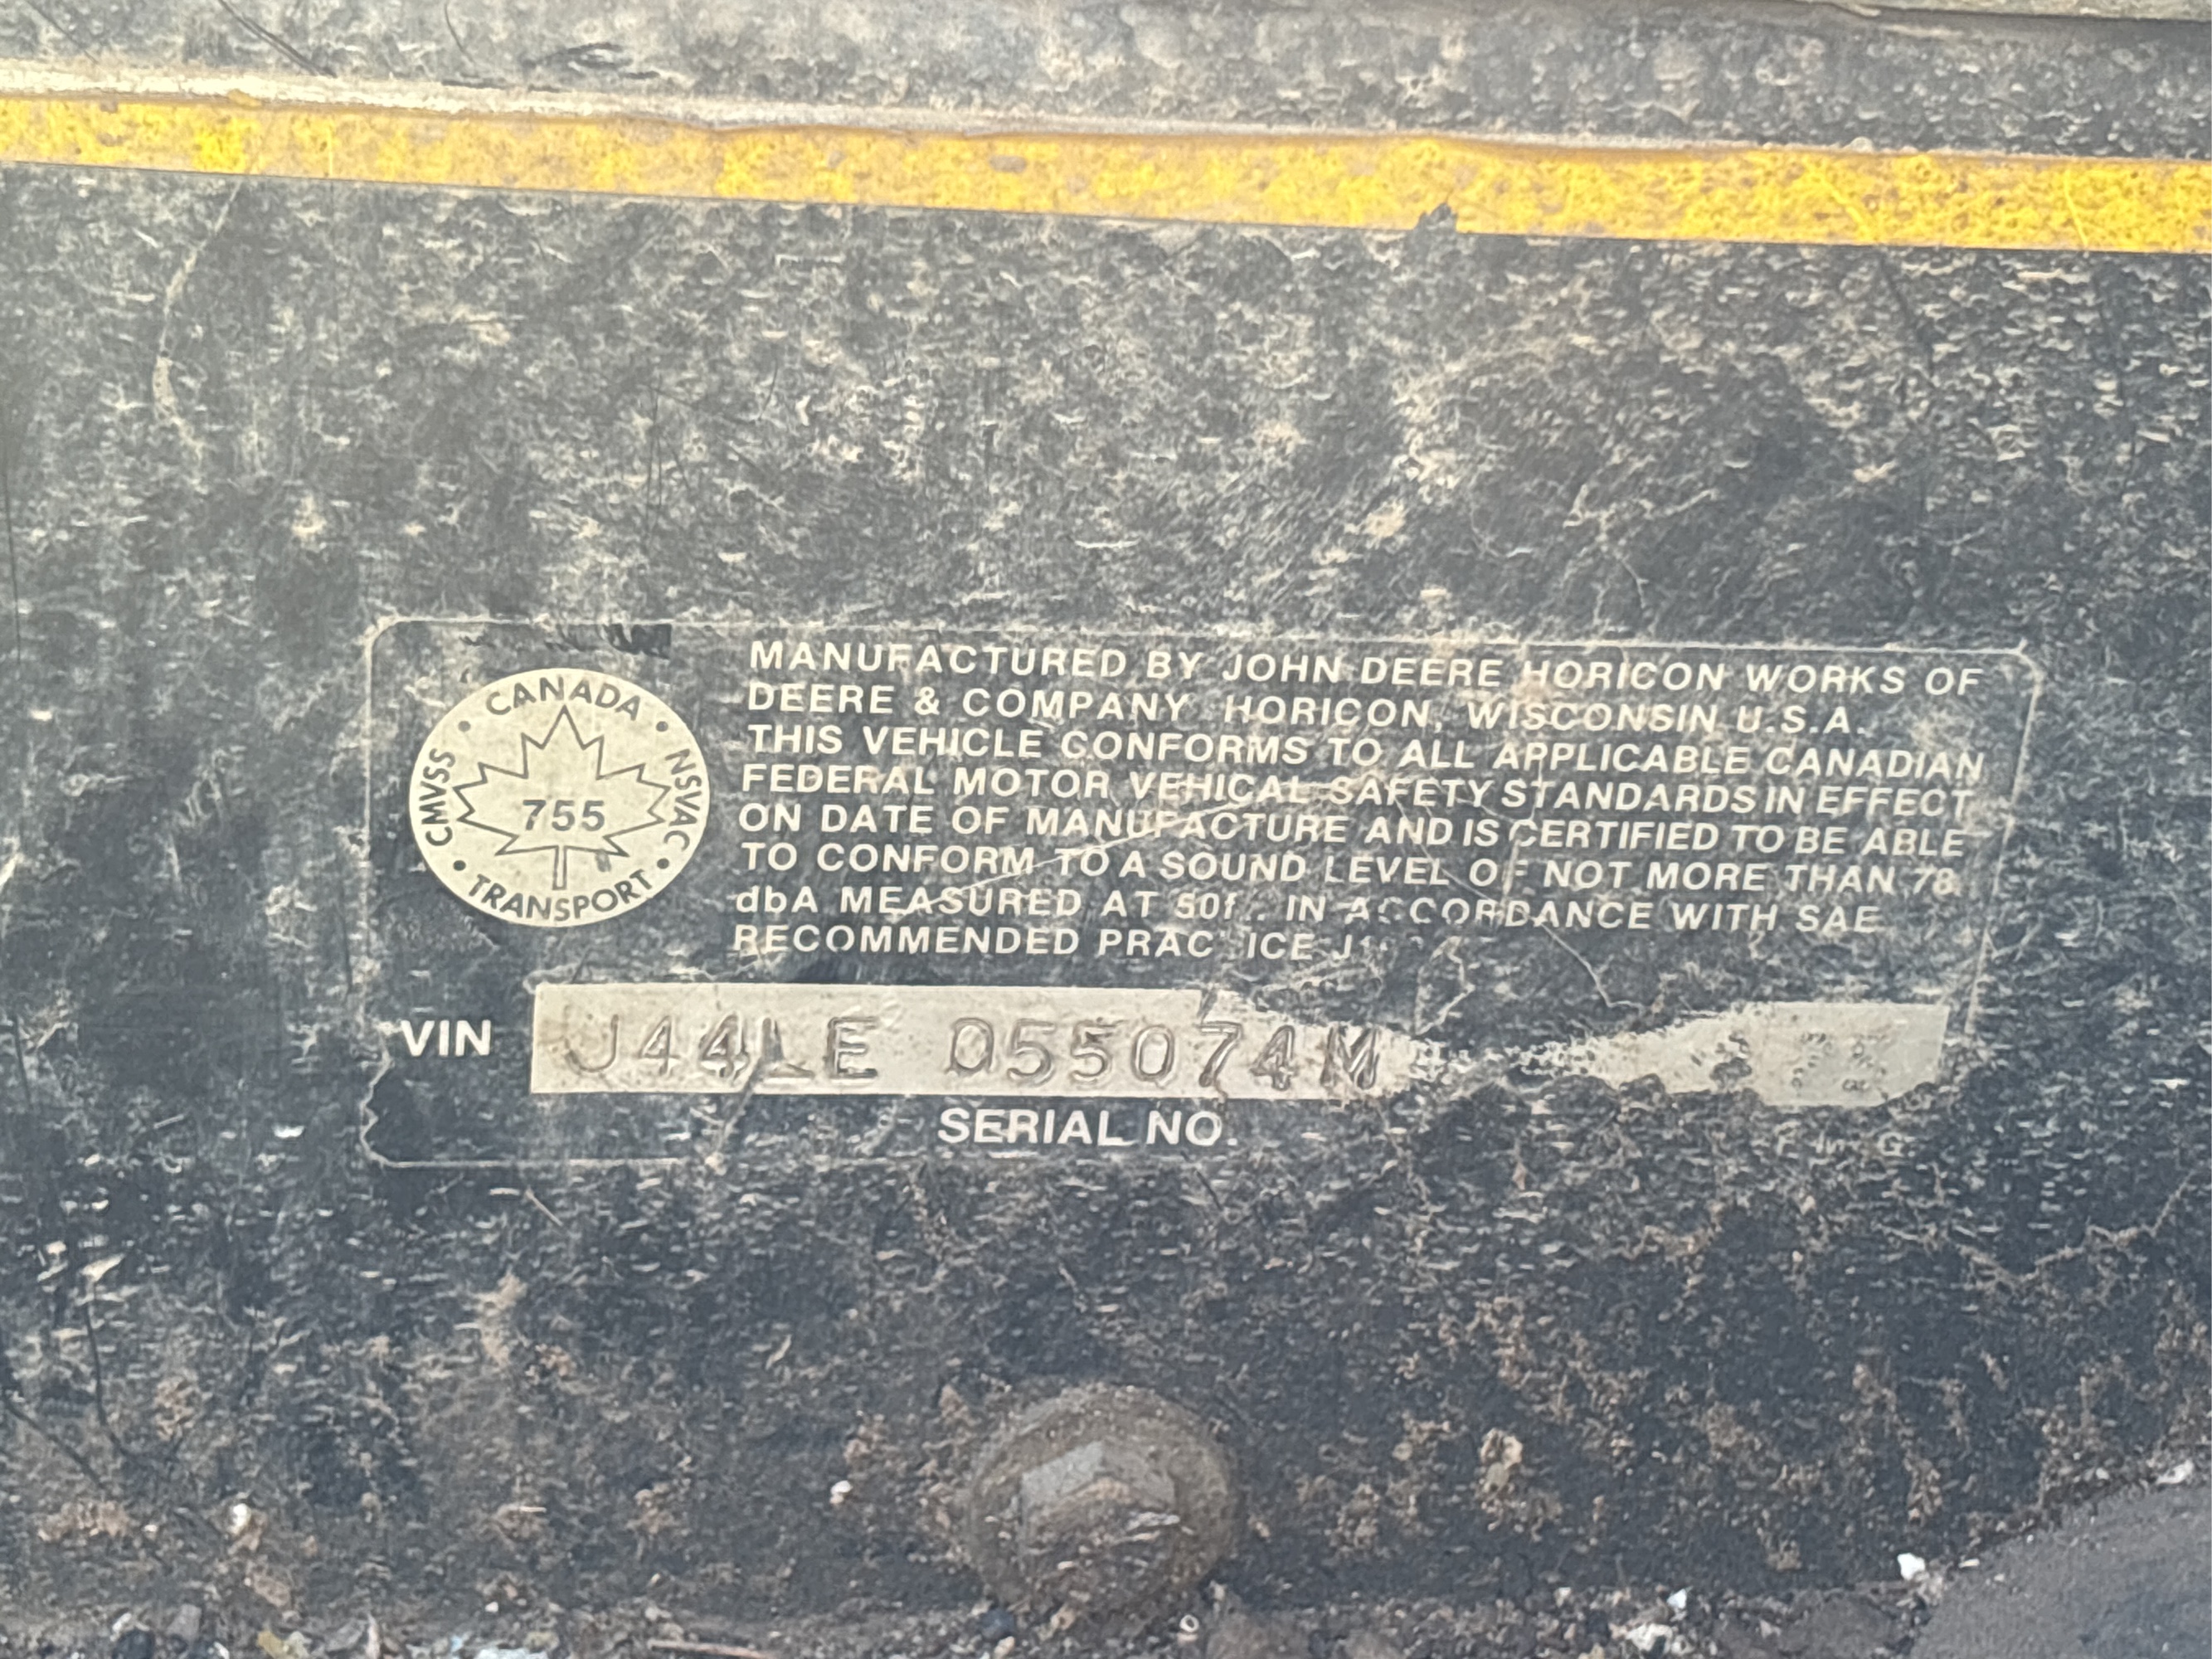 CANADA
CMVSS
NSVAC
755
TRANSPORT
MANUFACTURED BY JOHN DEERE HORICON WORKS OF
DEERE & COMPANY HORICON, WISCONSIN U.S.A.
THIS VEHICLE CONFORMS TO ALL APPLICABLE CANADIAN
FEDERAL MOTOR VEHICAL SAFETY STANDARDS IN EFFECT
ON DATE OF MANUFACTURE AND IS CERTIFIED TO BE ABLE
TO CONFORM TO A SOUND LEVEL OF NOT MORE THAN 78
dbA MEASURED AT 50f . IN ACCORDANCE WITH SAE
RECOMMENDED PRAC ICE
VIN J44LE 055074M
SERIAL NO.